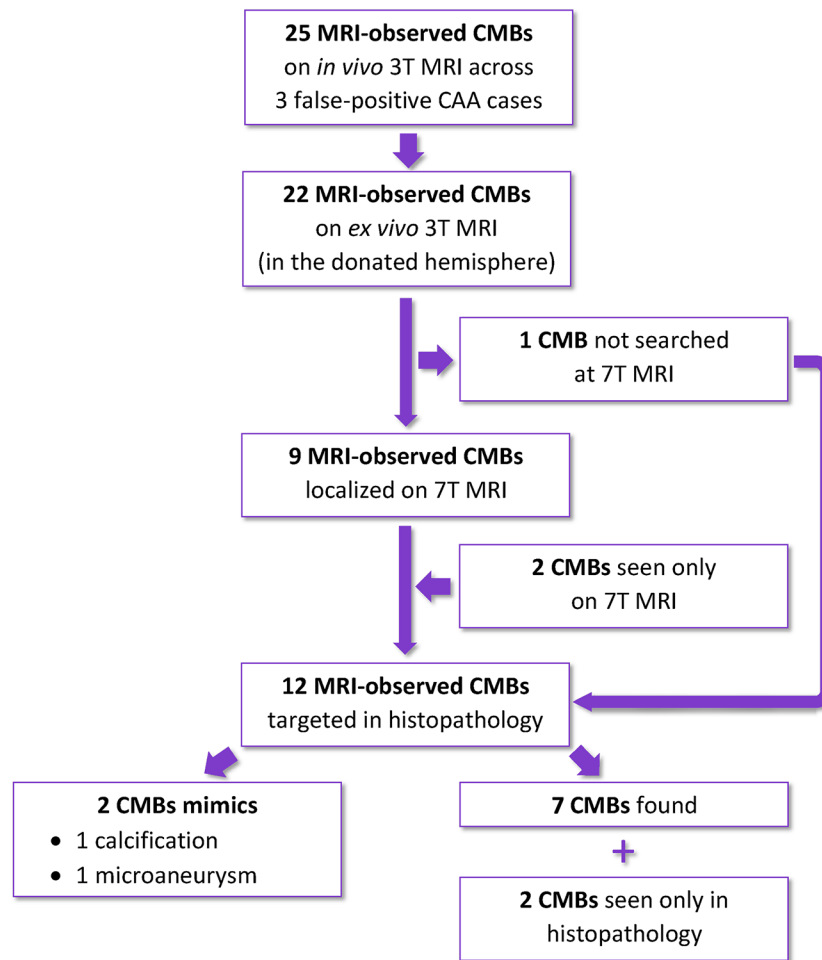 25 MRI-observed CMBs
on in vivo 3T MRI across
3 false-positive CAA cases
22 MRI-observed CMBs
on ex vivo 3T MRI
(in the donated hemisphere)
1 CMB not searched
at 7T MRI
9 MRI-observed CMBs
localized on 7T MRI
2 CMBs seen only
on 7T MRI
12 MRI-observed CMBs
targeted in histopathology
2 CMBs mimics
• 1 calcification
• 1 microaneurysm
7 CMBs found
+
2 CMBs seen only in
histopathology